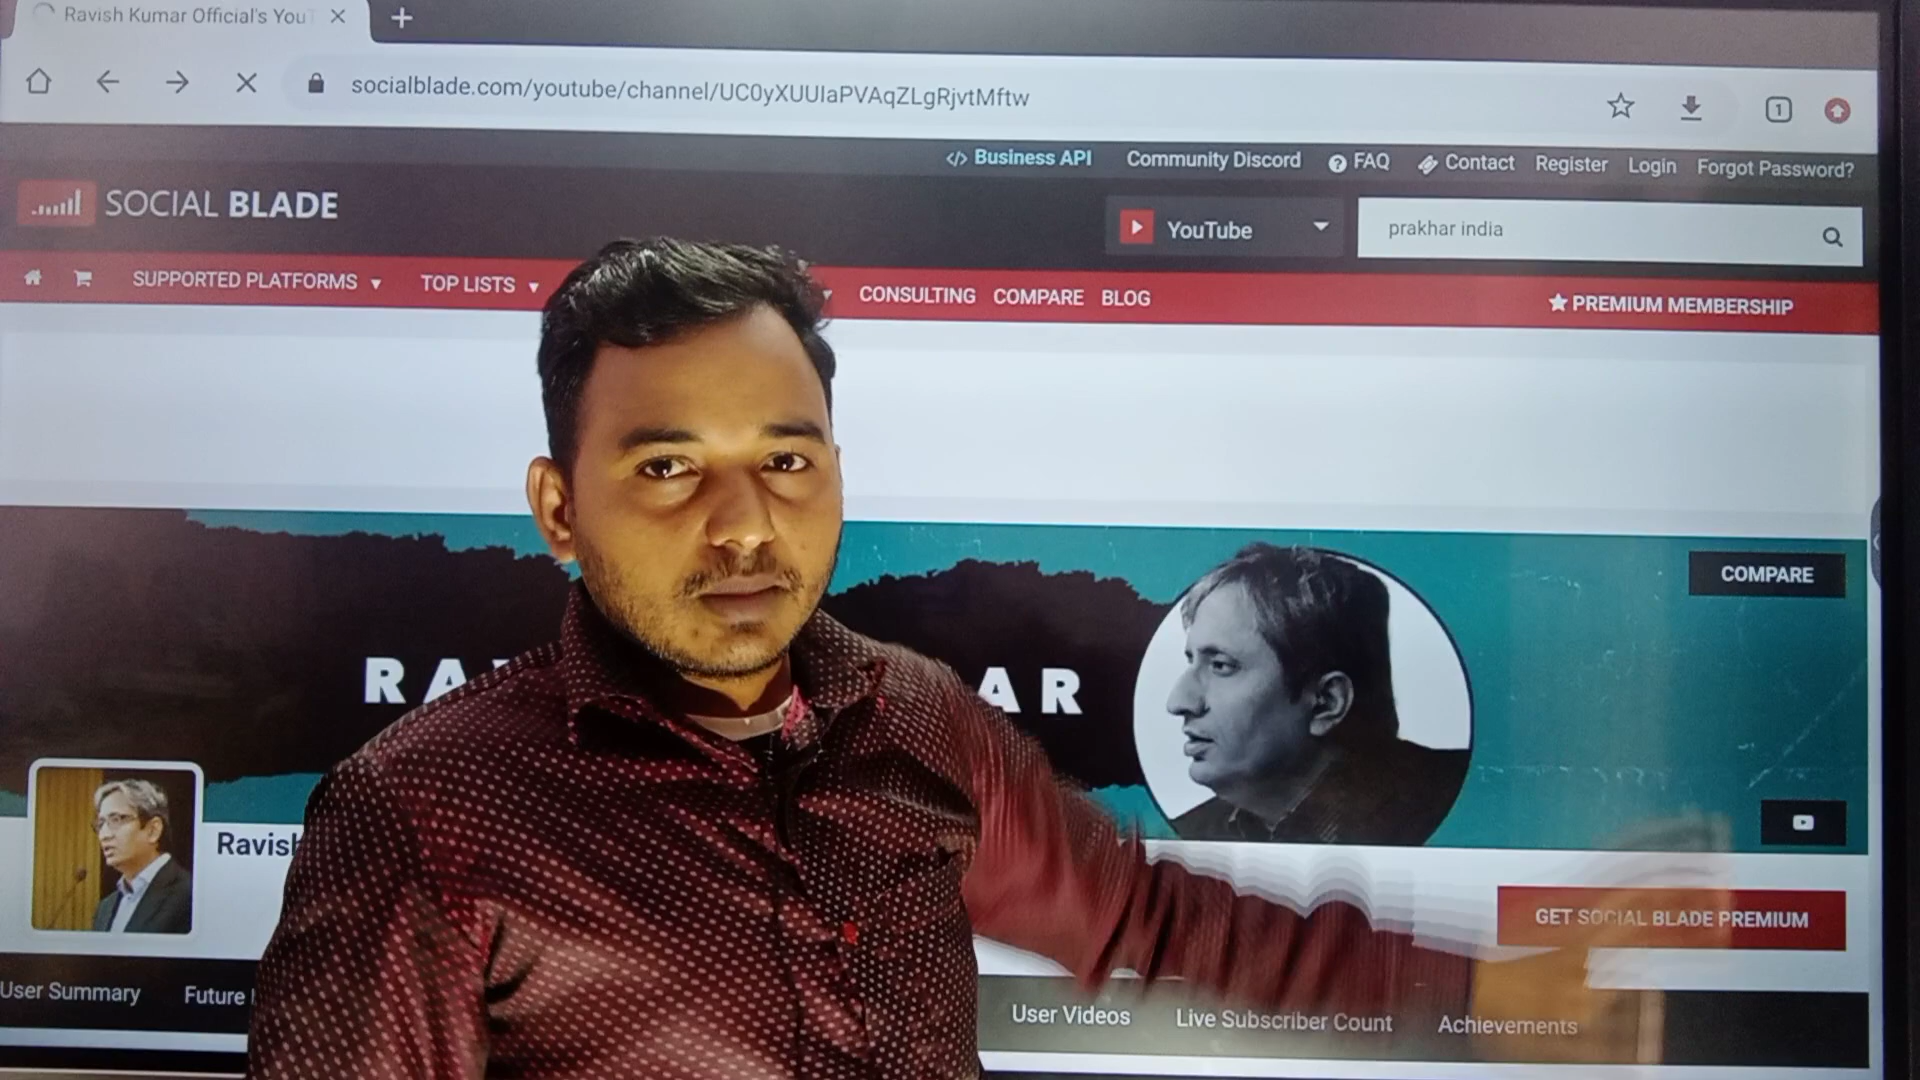 Ravish Kumar Official's YouT
socialblade.com/youtube/channel/UC0yXUUIaPVAqZLgRjvtMftw
1
</> Business API Community Discord ? FAQ Contact Register Login Forgot Password?
SOCIAL BLADE
YouTube
prakhar india
SUPPORTED PLATFORMS TOP LISTS CONSULTING COMPARE BLOG
PREMIUM MEMBERSHIP
COMPARE
RA AR
Ravish
GET SOCIAL BLADE PREMIUM
User Summary Future User Videos Live Subscriber Count Achievements